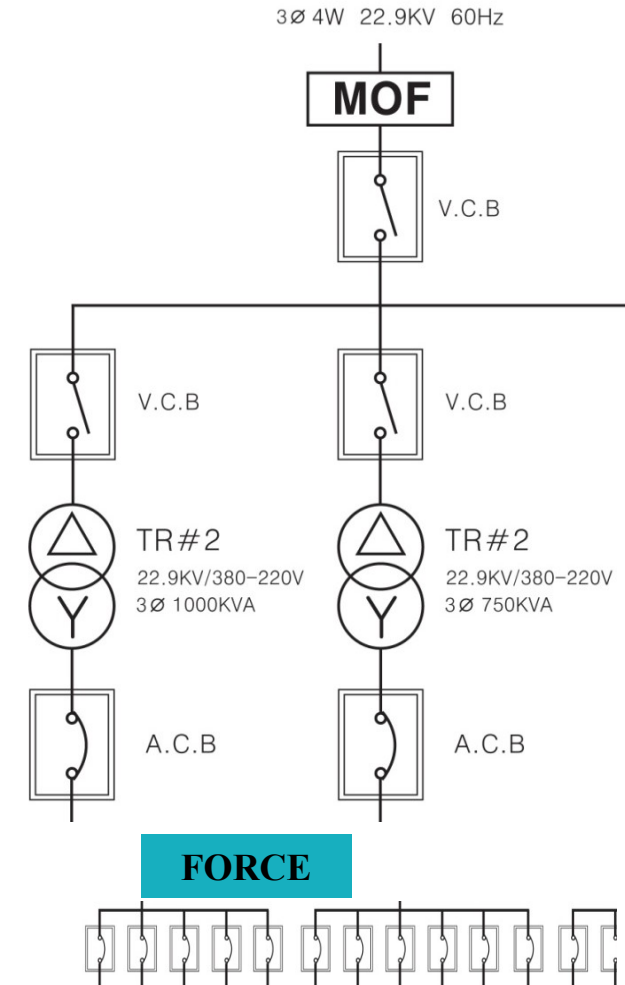 3Ø 4W 22.9KV 60Hz
MOF
V.C.B
V.C.B
V.C.B
TR#2
22.9KV/380-220V
3Ø 1000KVA
TR#2
22.9KV/380-220V
3Ø 750KVA
A.C.B
A.C.B
FORCE